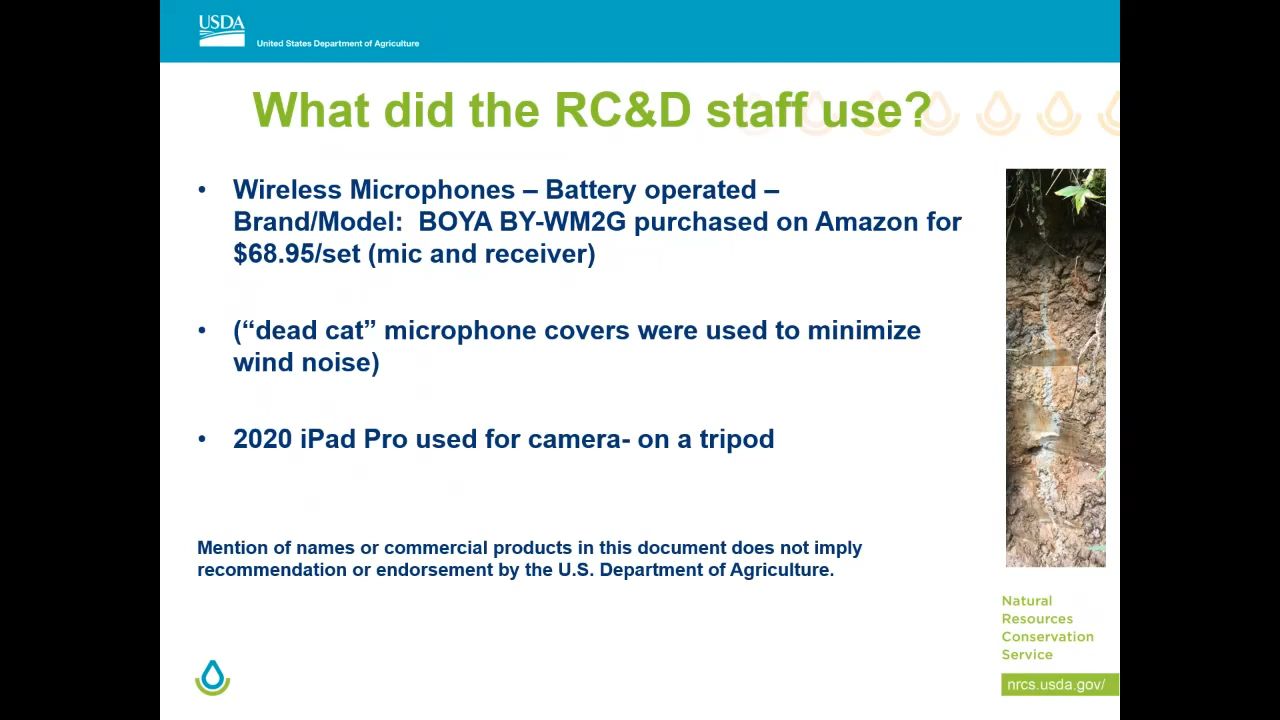 USDA
United States Department of Agriculture
What did the RC&D staff use?
• Wireless Microphones – Battery operated –
Brand/Model:  BOYA BY-WM2G purchased on Amazon for
$68.95/set (mic and receiver)
• (“dead cat” microphone covers were used to minimize
wind noise)
• 2020 iPad Pro used for camera- on a tripod
Mention of names or commercial products in this document does not imply
recommendation or endorsement by the U.S. Department of Agriculture.
Natural
Resources
Conservation
Service
nrcs.usda.gov/